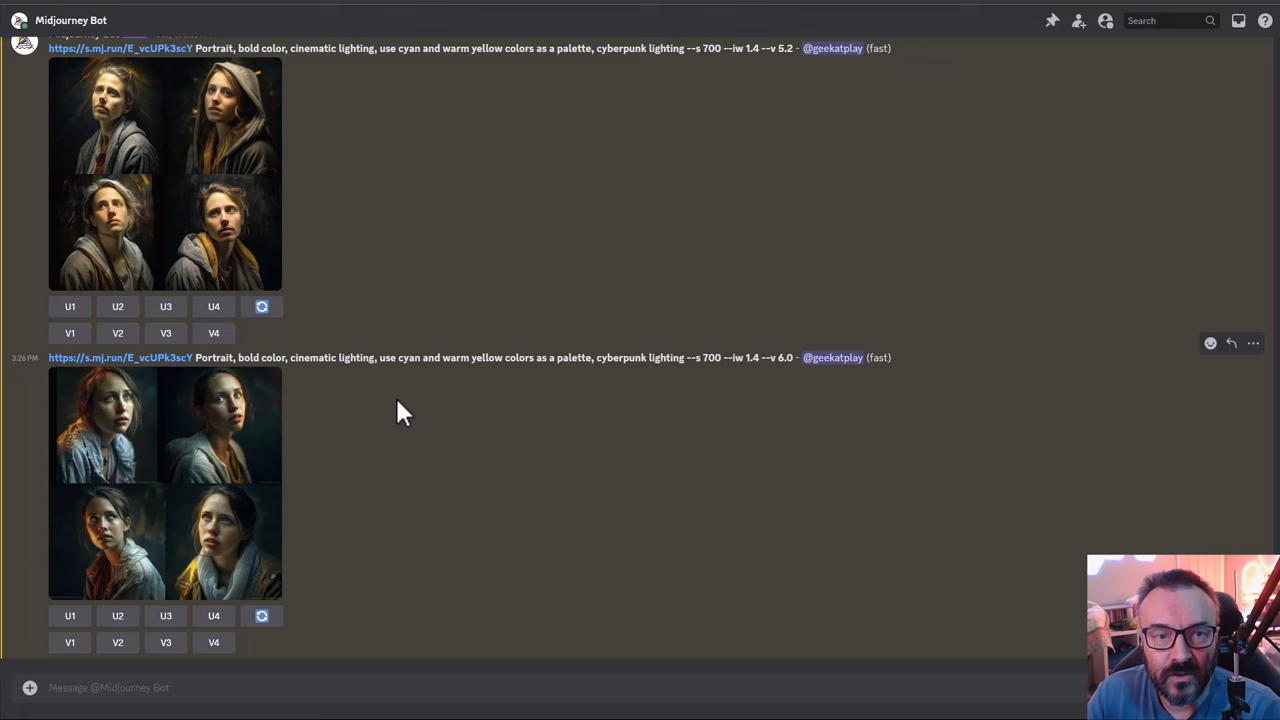 Midjourney Bot
Search
https://s.mj.run/E_vcUPk3scY Portrait, bold color, cinematic lighting, use cyan and warm yellow colors as a palette, cyberpunk lighting --s 700 --iw 1.4 --v 5.2 - @geekatplay (fast)
U1 U2 U3 U4
V1 V2 V3 V4
3:26 PM https://s.mj.run/E_vcUPk3scY Portrait, bold color, cinematic lighting, use cyan and warm yellow colors as a palette, cyberpunk lighting --s 700 --iw 1.4 --v 6.0 - @geekatplay (fast)
U1 U2 U3 U4
V1 V2 V3 V4
Message @Midjourney Bot